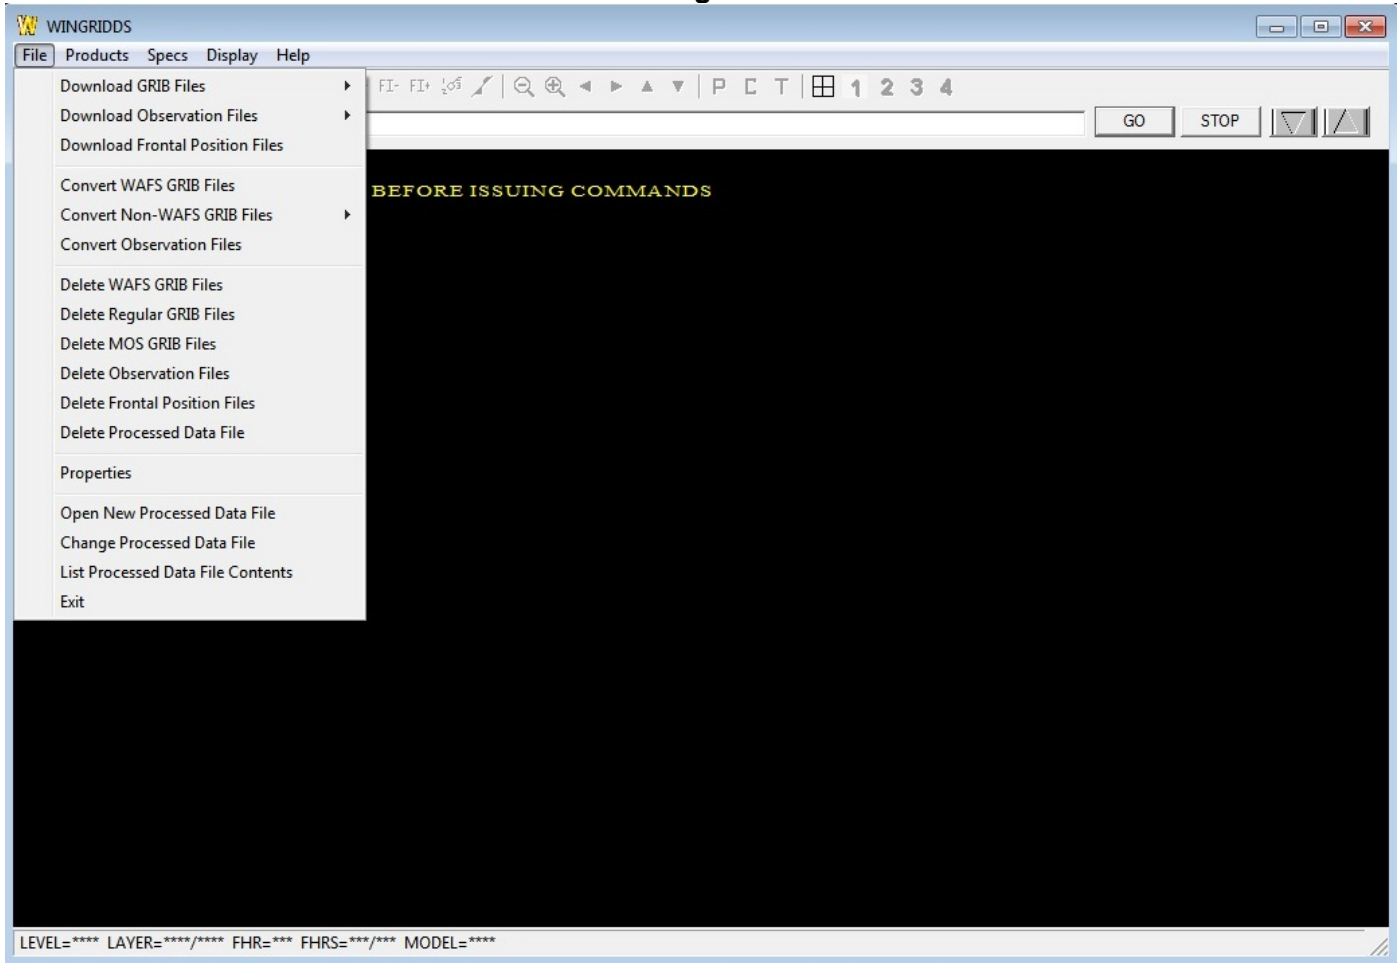 WINGRIDDS
File Products Specs Display Help
FI- FI+ P C T 1 2 3 4
GO STOP
Download GRIB Files
Download Observation Files
Download Frontal Position Files
Convert WAFS GRIB Files
Convert Non-WAFS GRIB Files
Convert Observation Files
Delete WAFS GRIB Files
Delete Regular GRIB Files
Delete MOS GRIB Files
Delete Observation Files
Delete Frontal Position Files
Delete Processed Data File
Properties
Open New Processed Data File
Change Processed Data File
List Processed Data File Contents
Exit
BEFORE ISSUING COMMANDS
LEVEL=**** LAYER=****/**** FHR=*** FHRS=***/*** MODEL=****